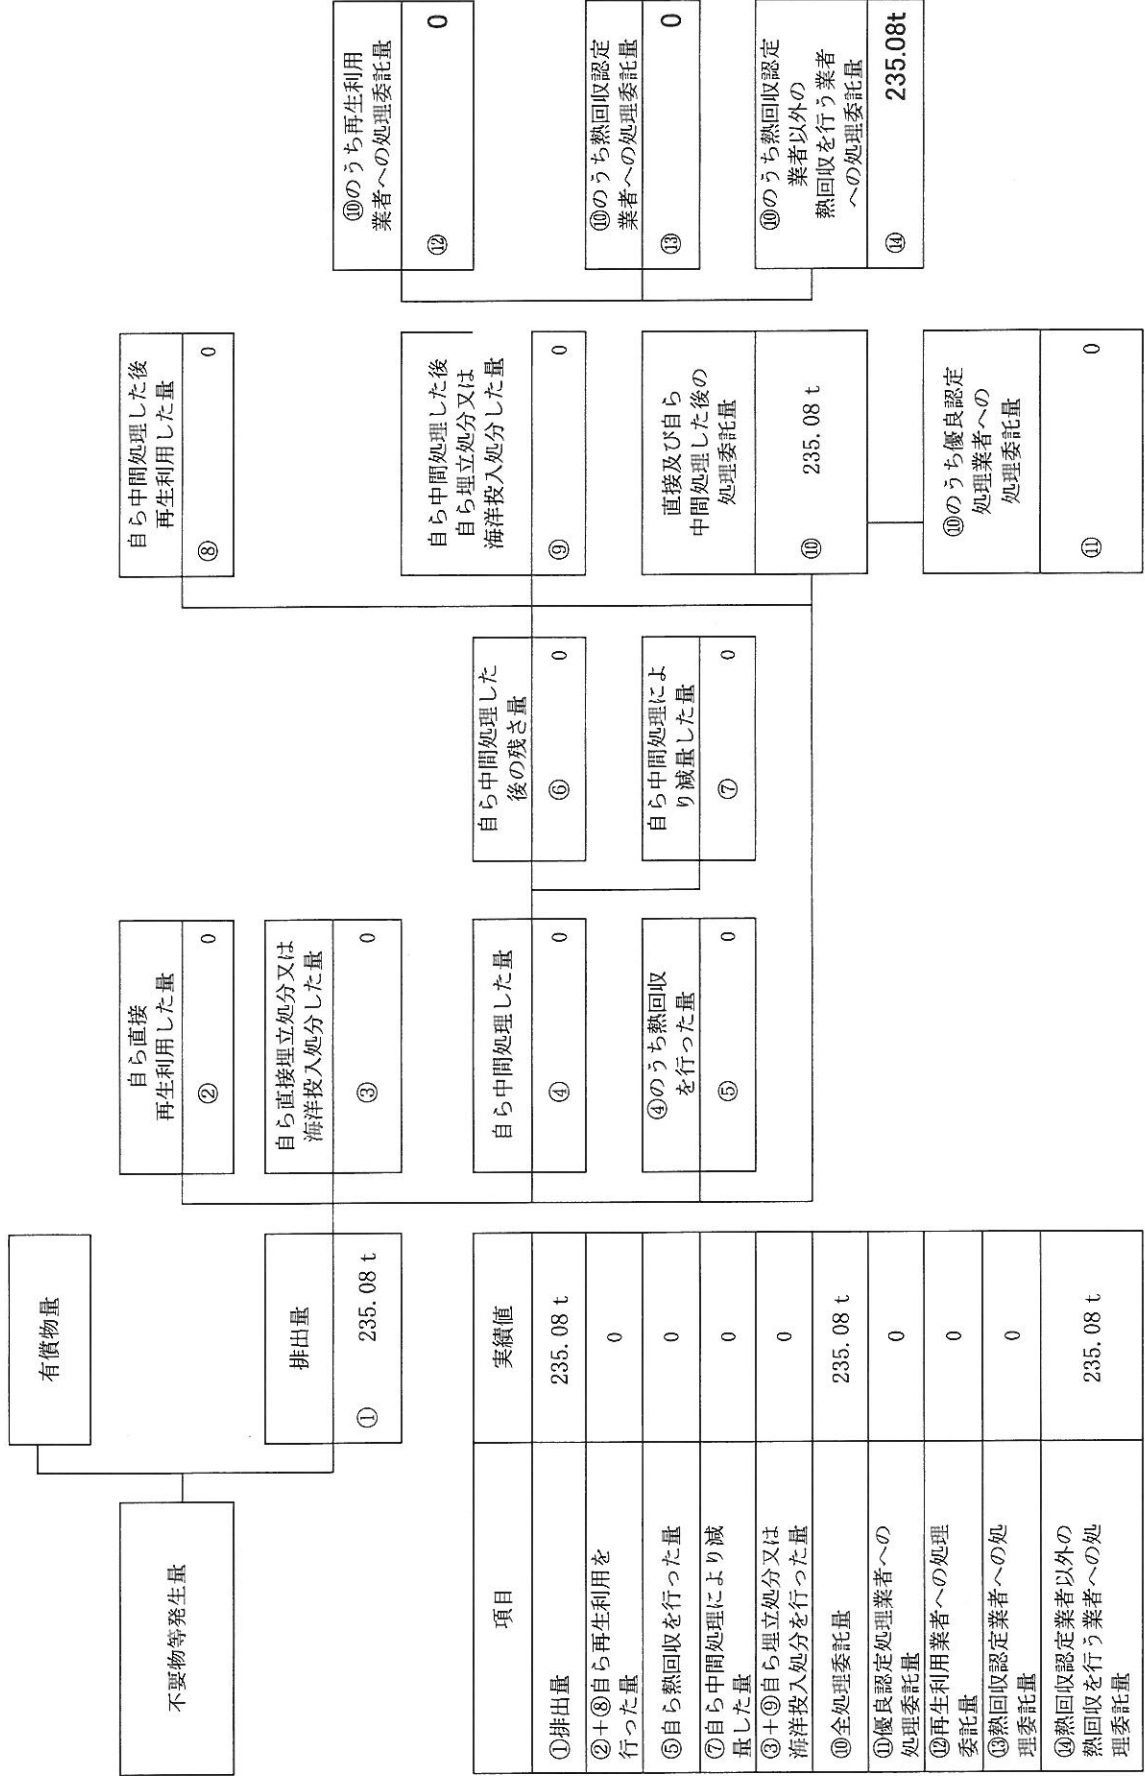 不要物等発生量
有償物量
排出量
① 235.08 t
自ら直接
再生利用した量
② 0
自ら直接埋立処分又は
海洋投入処分した量
③ 0
自ら中間処理した量
④ 0
④のうち熱回収
を行った量
⑤ 0
自ら中間処理した
後の残さ量
⑥ 0
自ら中間処理によ
り減量した量
⑦ 0
自ら中間処理した後
再生利用した量
⑧ 0
自ら中間処理した後
自ら埋立処分又は
海洋投入処分した量
⑨ 0
直接及び自ら
中間処理した後の
処理委託量
⑩ 235.08 t
⑩のうち優良認定
処理業者への
処理委託量
⑪ 0
⑩のうち再生利用
業者への処理委託量
⑫ 0
⑩のうち熱回収認定
業者への処理委託量
⑬ 0
⑩のうち熱回収認定
業者以外の
熱回収を行う業者
への処理委託量
⑭ 235.08t
項目 実績値
①排出量 235.08 t
②+⑧自ら再生利用を
行った量 0
⑤自ら熱回収を行った量 0
⑦自ら中間処理により減
量した量 0
③+⑨自ら埋立処分又は
海洋投入処分を行った量 0
⑩全処理委託量 235.08 t
⑪優良認定処理業者への
処理委託量 0
⑫再生利用業者への処理
委託量 0
⑬熱回収認定業者への処
理委託量 0
⑭熱回収認定業者以外の
熱回収を行う業者への処
理委託量 235.08 t